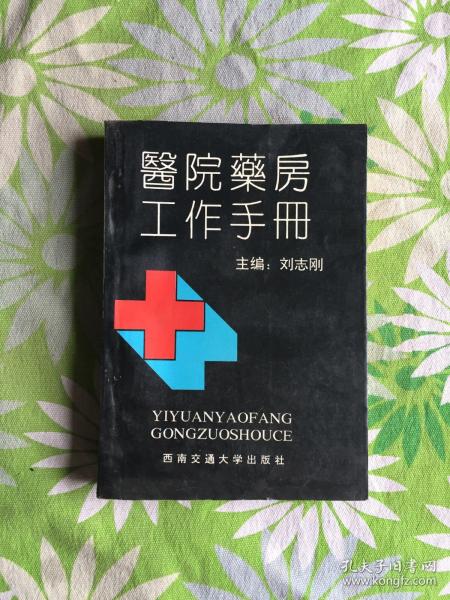 醫院藥房
工作手冊
主编：刘志刚
YIYUANYAOFANG
GONGZUOSHOUCE
西南交通大学出版社
孔夫子旧书网
www.kongfz.com